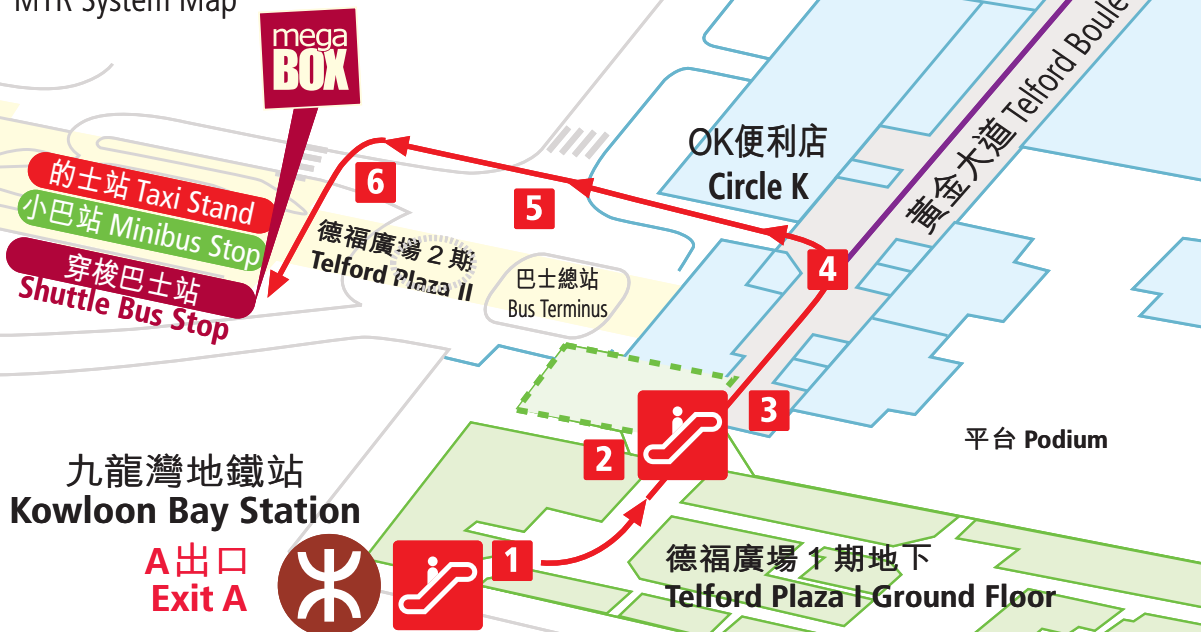 MTR System Map
mega
BOX
黃金大道 Telford Boule
OK便利店
Circle K
的士站 Taxi Stand
小巴站 Minibus Stop
穿梭巴士站
Shuttle Bus Stop
6
5
4
德福廣場 2 期
Telford Plaza II
巴士總站
Bus Terminus
3
2
平台 Podium
九龍灣地鐵站
Kowloon Bay Station
A出口
Exit A
1
德福廣場 1 期地下
Telford Plaza I Ground Floor